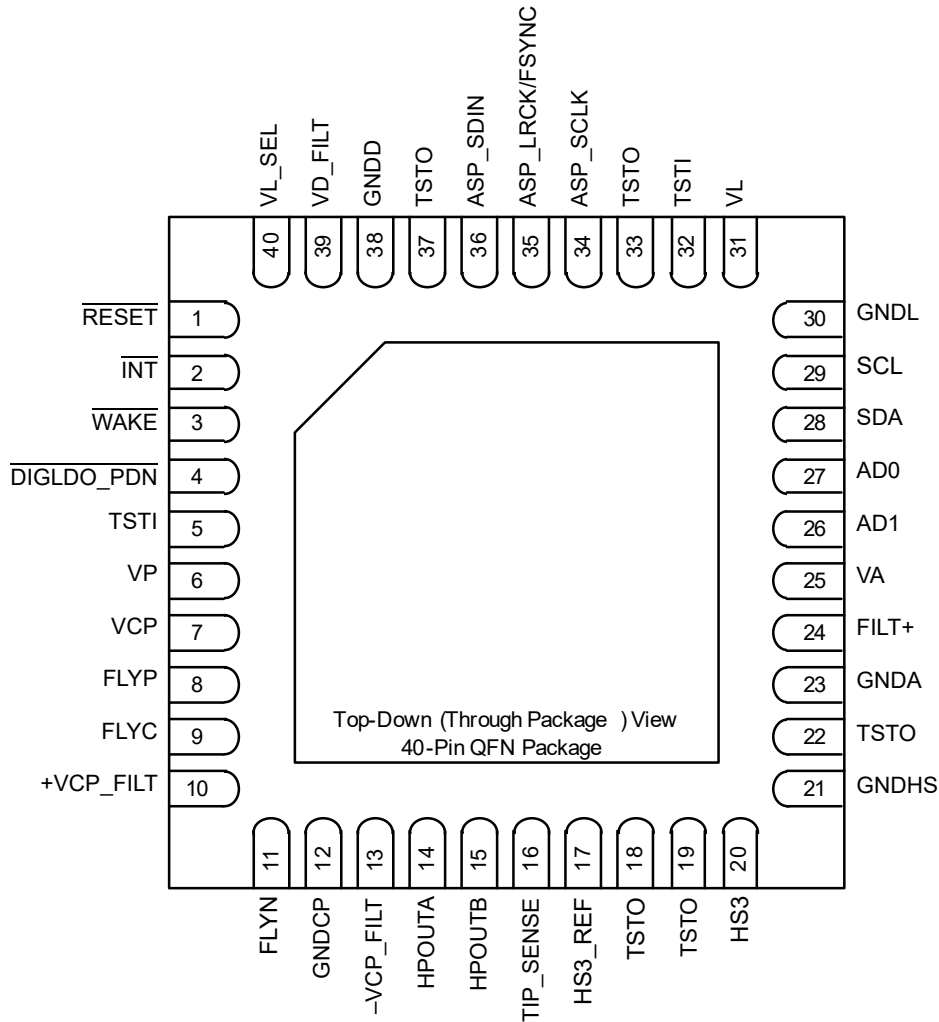 VL_SEL
VD_FILT
GNDD
TSTO
ASP_SDIN
ASP_LRCK/FSYNC
ASP_SCLK
TSTO
TSTI
VL
40
39
38
37
36
35
34
33
32
31
RESET 1
INT 2
WAKE 3
DIGLDO_PDN 4
TSTI 5
VP 6
VCP 7
FLYP 8
FLYC 9
+VCP_FILT 10
30 GNDL
29 SCL
28 SDA
27 AD0
26 AD1
25 VA
24 FILT+
23 GNDA
22 TSTO
21 GNDHS
Top-Down (Through Package ) View
40-Pin QFN Package
11
12
13
14
15
16
17
18
19
20
FLYN
GNDCP
–VCP_FILT
HPOUTA
HPOUTB
TIP_SENSE
HS3_REF
TSTO
TSTO
HS3